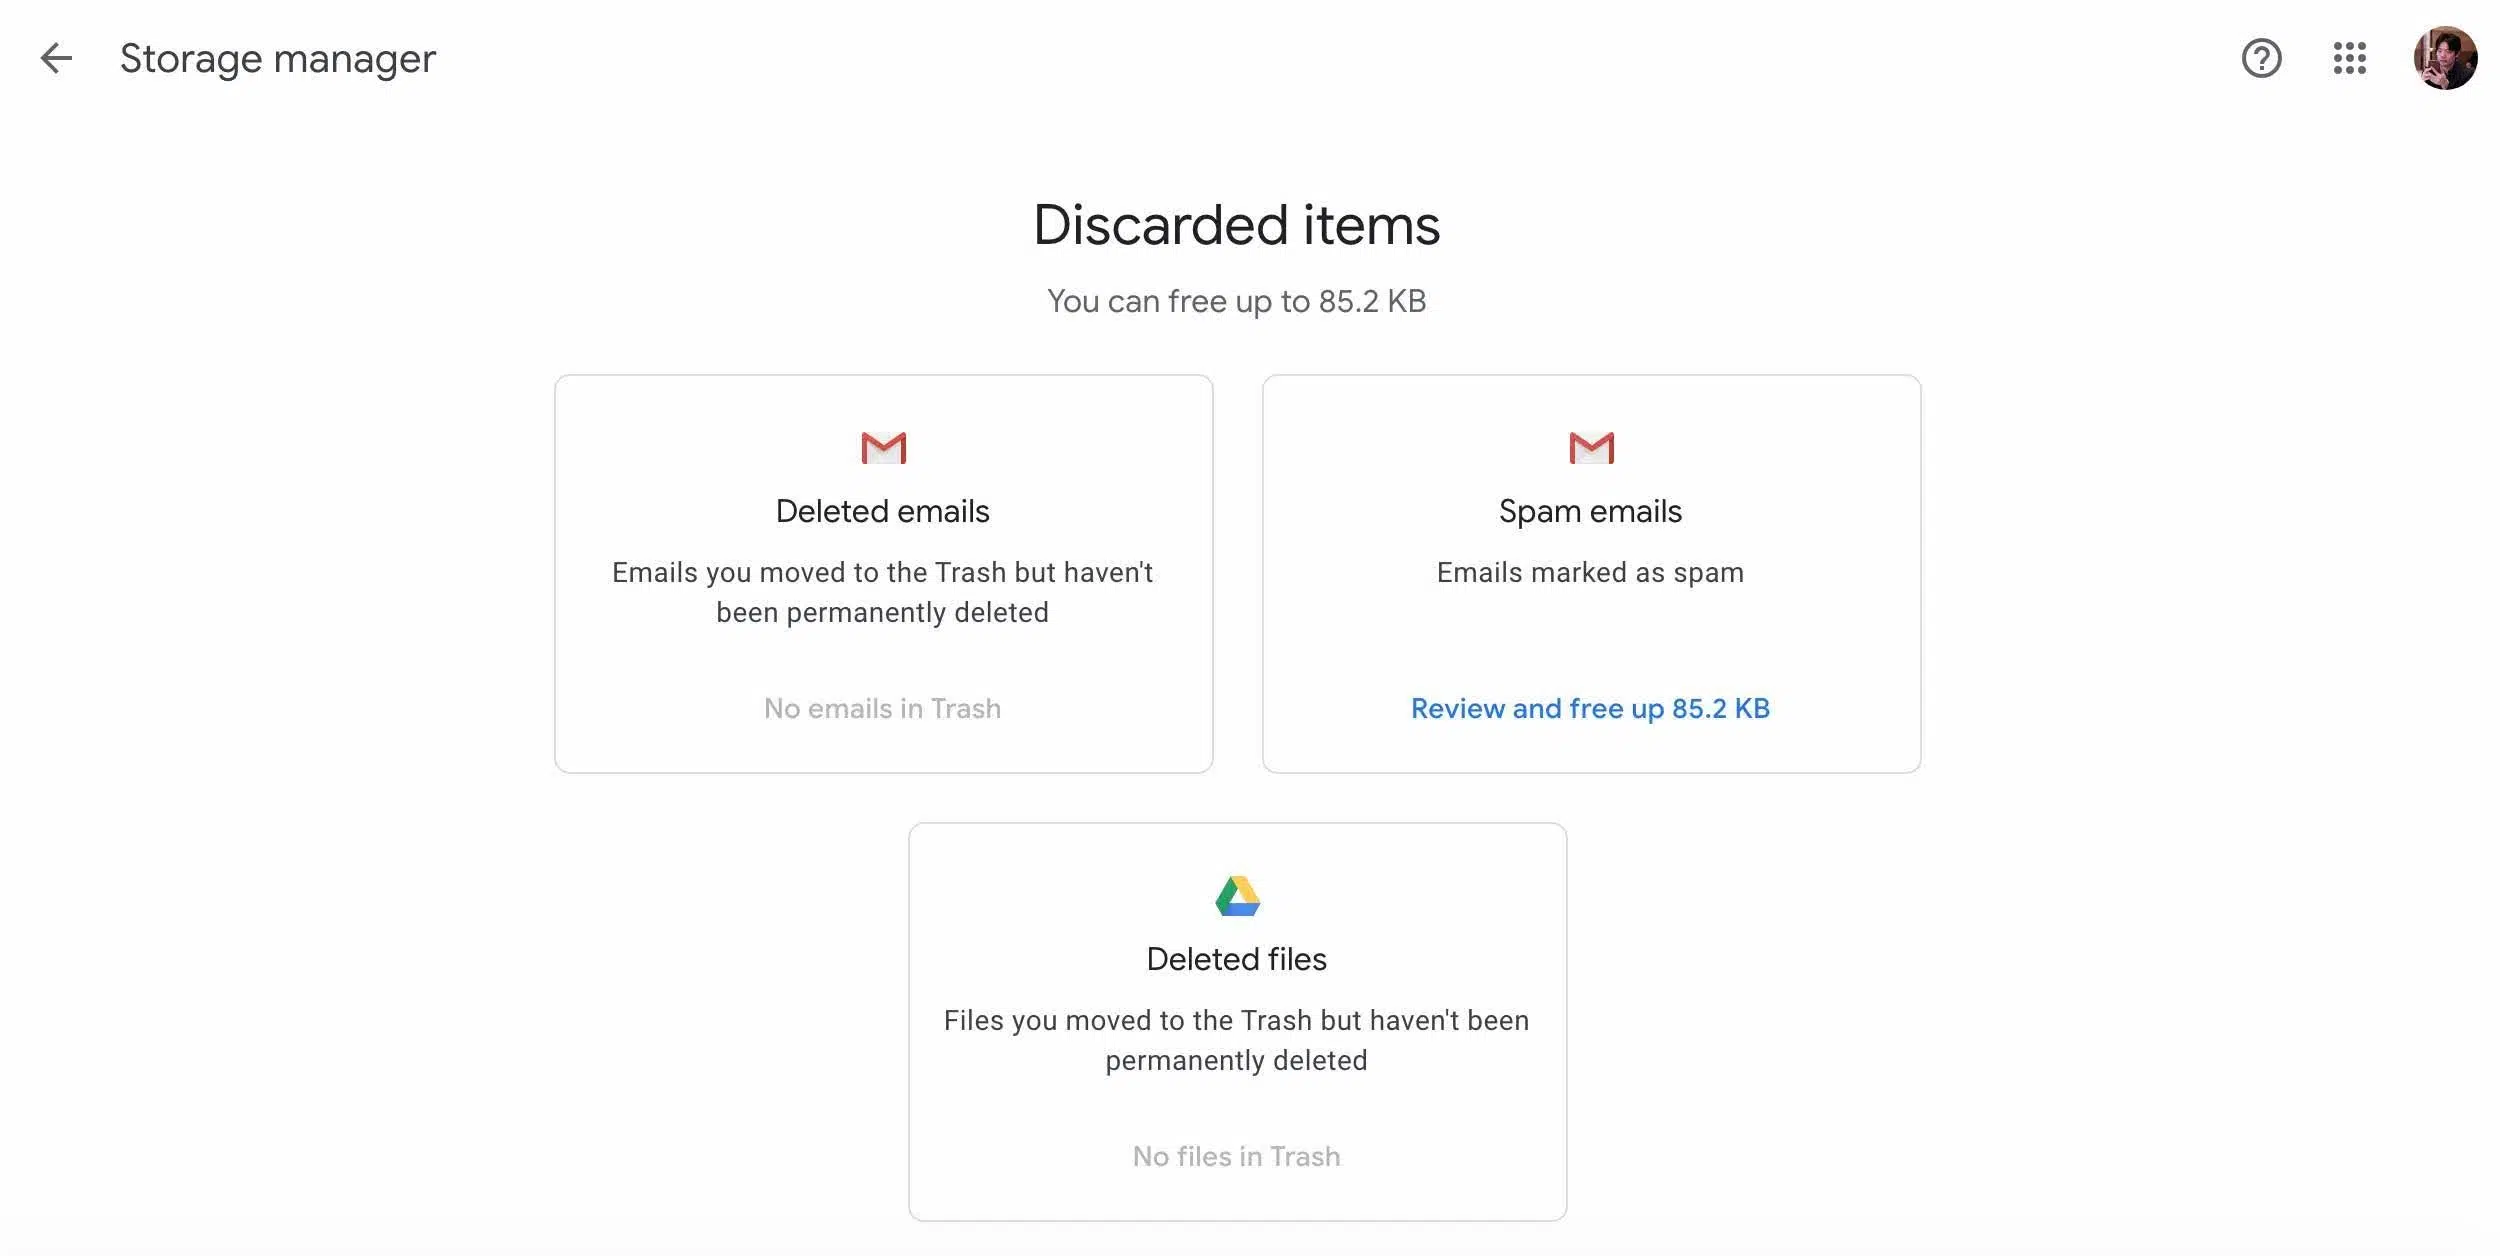 Storage manager
Discarded items
You can free up to 85.2 KB
Deleted emails
Emails you moved to the Trash but haven't
been permanently deleted
No emails in Trash
Spam emails
Emails marked as spam
Review and free up 85.2 KB
Deleted files
Files you moved to the Trash but haven't been
permanently deleted
No files in Trash